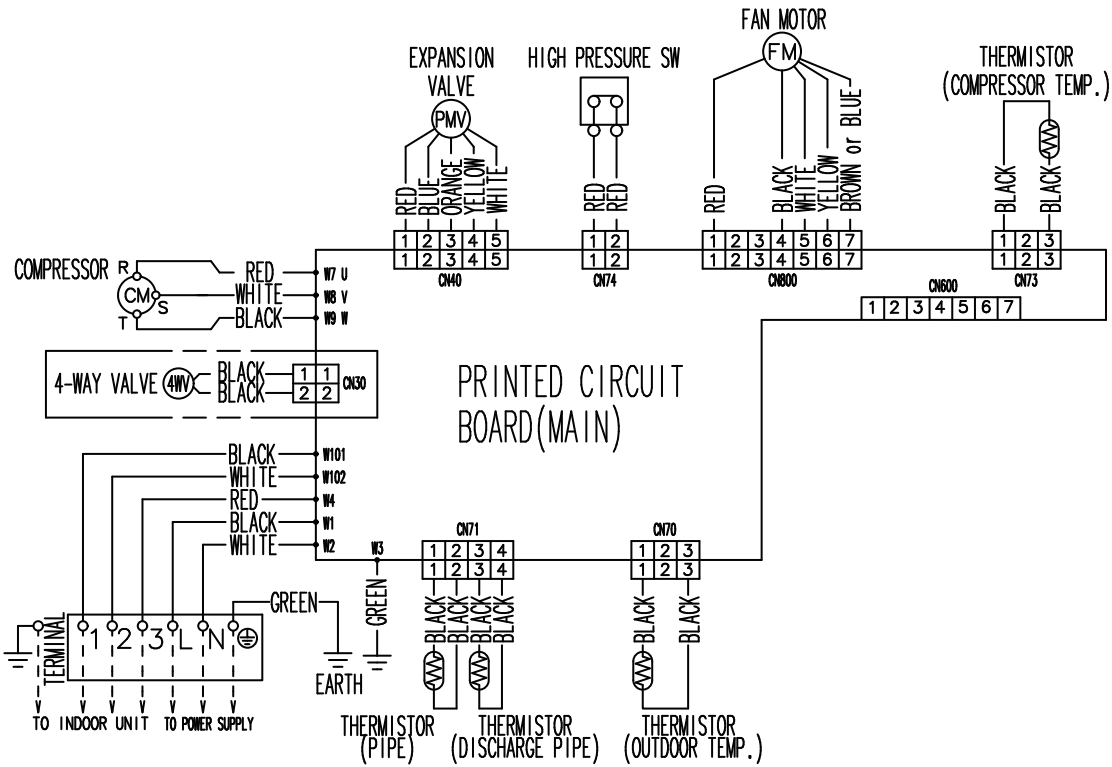 FAN MOTOR
FM
EXPANSION
VALVE
PMV
HIGH PRESSURE SW
THERMISTOR
(COMPRESSOR TEMP.)
RED
BLUE
ORANGE
YELLOW
WHITE
RED
RED
RED
BLACK
WHITE
YELLOW
BROWN or BLUE
BLACK
BLACK
1 2 3 4 5
1 2 3 4 5
CN40
1 2
1 2
CN74
1 2 3 4 5 6 7
1 2 3 4 5 6 7
CN800
1 2 3
1 2 3
CN73
CN600
1 2 3 4 5 6 7
COMPRESSOR
R
CM
S
T
RED
W7 U
WHITE
W8 V
BLACK
W9 W
4-WAY VALVE
4WV
BLACK
BLACK
1 1
2 2
CN30
PRINTED CIRCUIT
BOARD(MAIN)
BLACK
W101
WHITE
W102
RED
W4
BLACK
W1
WHITE
W2
W3
GREEN
CN71
1 2 3 4
1 2 3 4
BLACK
BLACK
BLACK
BLACK
CN70
1 2 3
1 2 3
BLACK
BLACK
GREEN
TERMINAL
1 2 3 L N
EARTH
TO INDOOR UNIT
TO POWER SUPPLY
THERMISTOR
(PIPE)
THERMISTOR
(DISCHARGE PIPE)
THERMISTOR
(OUTDOOR TEMP.)